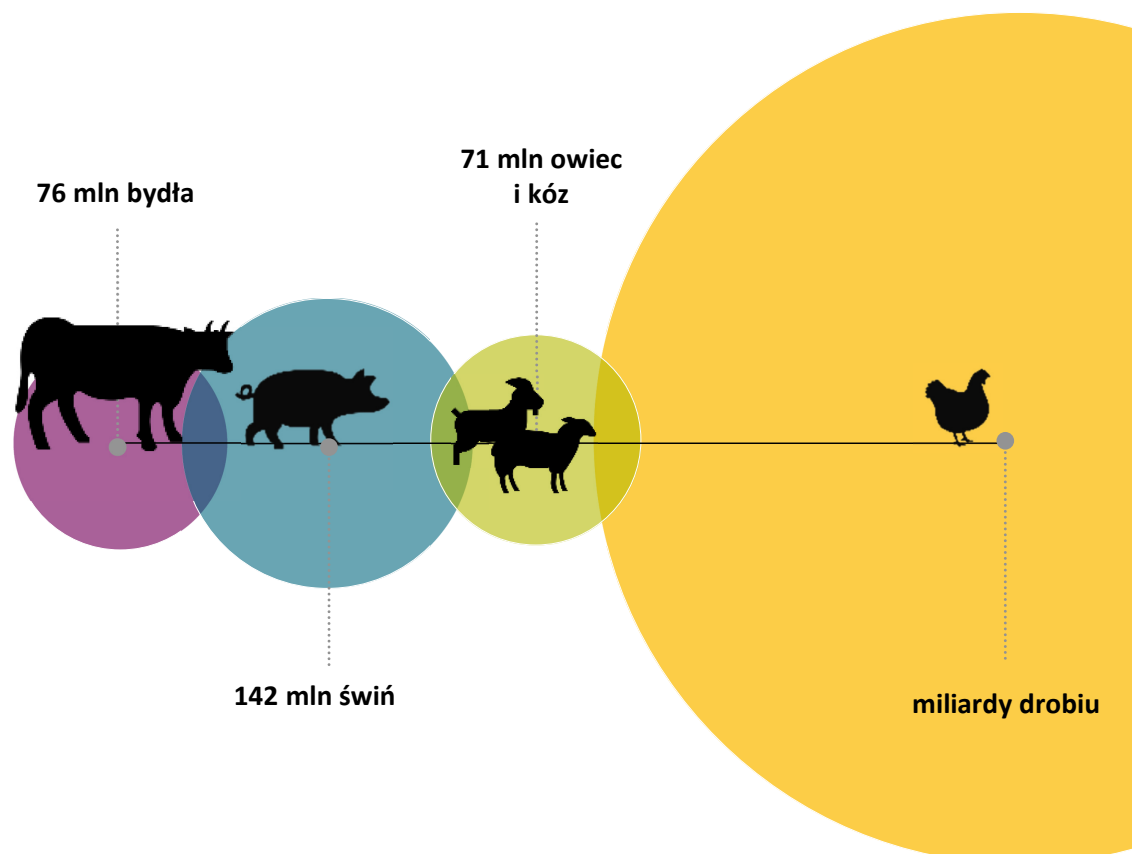 76 mln bydła
71 mln owiec
i kóz
142 mln świń
miliardy drobiu